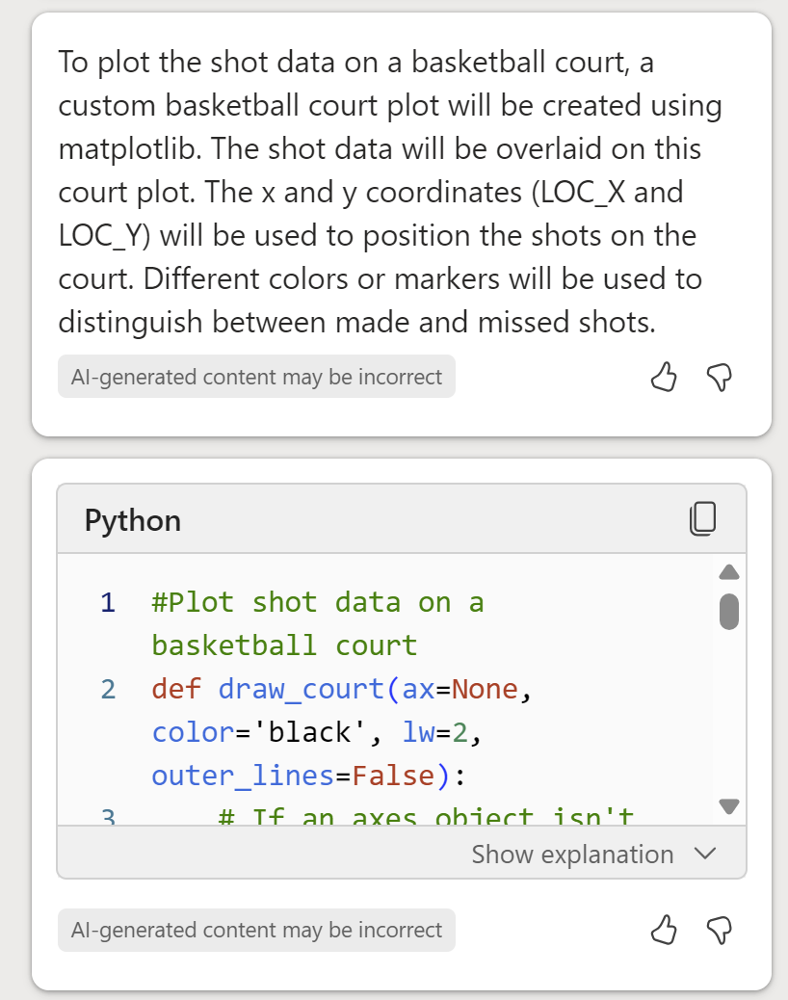 To plot the shot data on a basketball court, a
custom basketball court plot will be created using
matplotlib. The shot data will be overlaid on this
court plot. The x and y coordinates (LOC_X and
LOC_Y) will be used to position the shots on the
court. Different colors or markers will be used to
distinguish between made and missed shots.
AI-generated content may be incorrect
Python
1 #Plot shot data on a
basketball court
2 def draw_court(ax=None,
color='black', lw=2,
outer_lines=False):
3 # If an axes object isn't
Show explanation
AI-generated content may be incorrect